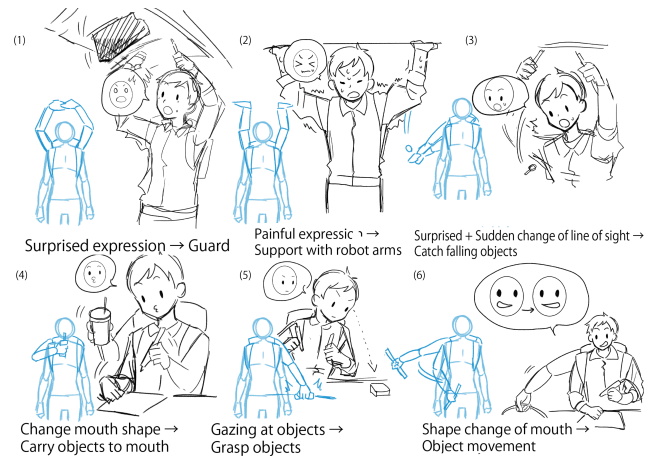 (1)
(2)
(3)
Surprised expression → Guard
Painful expression →
Support with robot arms
Surprised + Sudden change of line of sight →
Catch falling objects
(4)
(5)
(6)
Change mouth shape →
Carry objects to mouth
Gazing at objects →
Grasp objects
Shape change of mouth →
Object movement